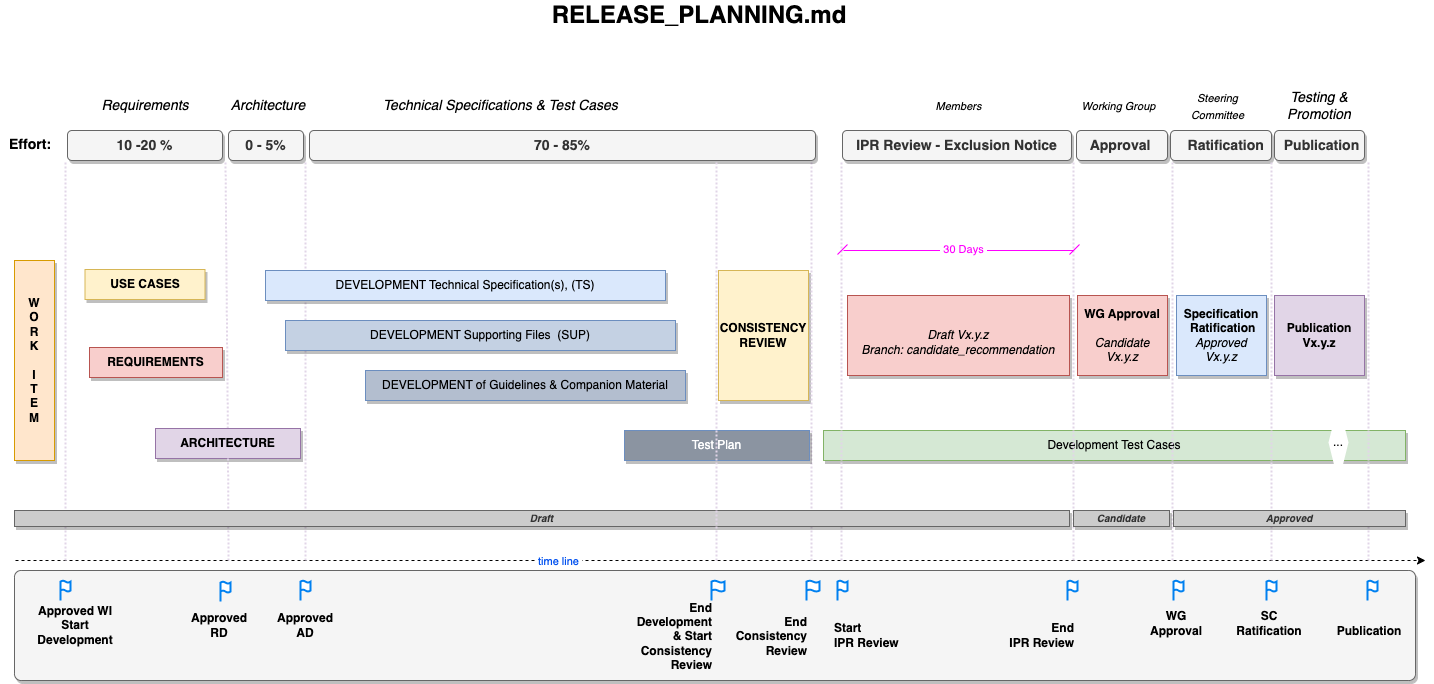 RELEASE_PLANNING.md
Requirements
Architecture
Technical Specifications & Test Cases
Members
Working Group
Steering
Committee
Testing &
Promotion
Effort:
10 -20 %
0 - 5%
70 - 85%
IPR Review - Exclusion Notice
Approval
Ratification
Publication
30 Days
W
O
R
K
I
T
E
M
USE CASES
REQUIREMENTS
ARCHITECTURE
DEVELOPMENT Technical Specification(s), (TS)
DEVELOPMENT Supporting Files  (SUP)
DEVELOPMENT of Guidelines & Companion Material
Test Plan
CONSISTENCY
REVIEW
Draft Vx.y.z
Branch: candidate_recommendation
WG Approval
Candidate
Vx.y.z
Specification
Ratification
Approved
Vx.y.z
Publication
Vx.y.z
Development Test Cases
...
Draft
Candidate
Approved
time line
Approved WI
Start
Development
Approved
RD
Approved
AD
End
Development
& Start
Consistency
Review
End
Consistency
Review
Start
IPR Review
End
IPR Review
WG
Approval
SC
Ratification
Publication